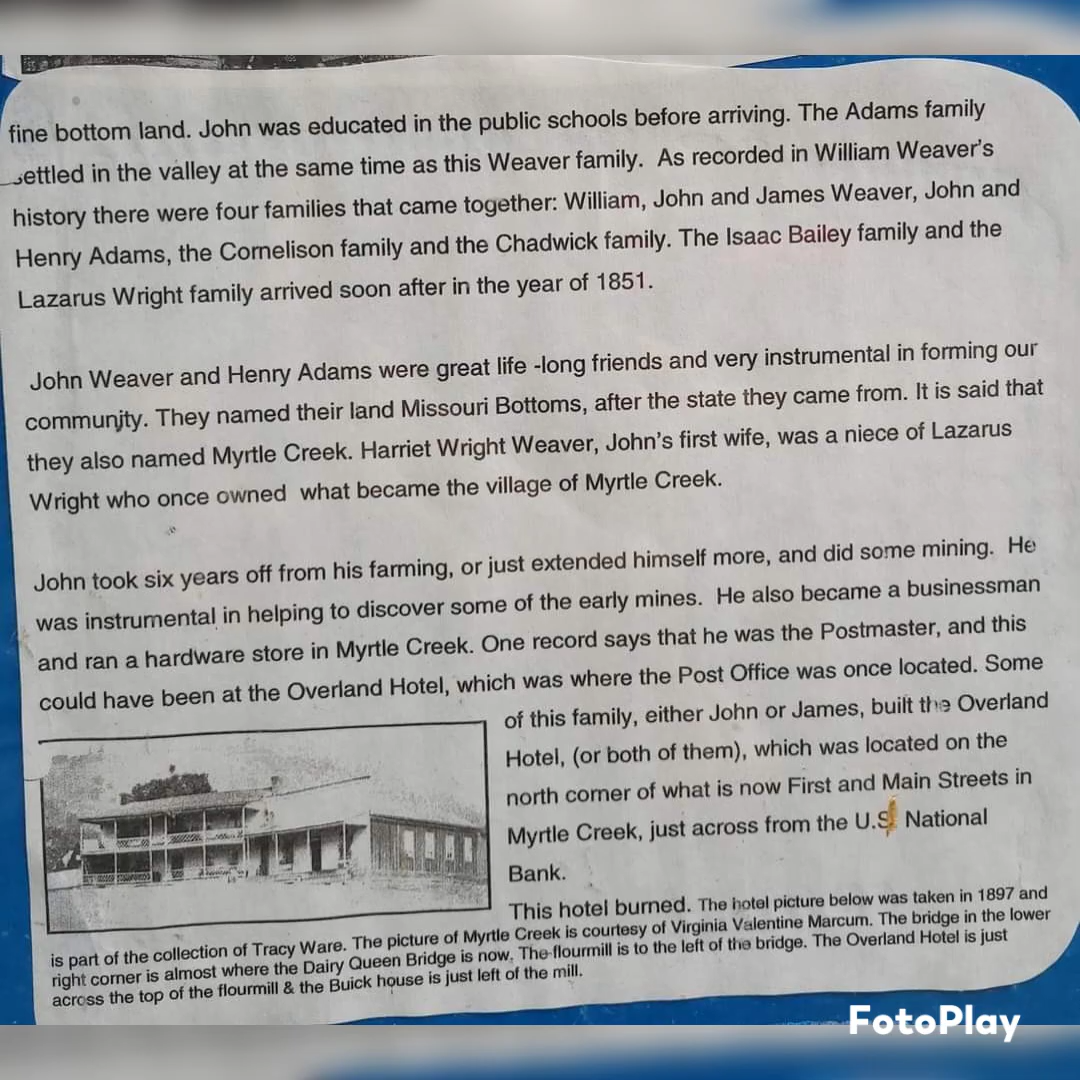 fine bottom land. John was educated in the public schools before arriving. The Adams family
settled in the valley at the same time as this Weaver family. As recorded in William Weaver's
history there were four families that came together: William, John and James Weaver, John and
Henry Adams, the Cornelison family and the Chadwick family. The Isaac Bailey family and the
Lazarus Wright family arrived soon after in the year of 1851.
John Weaver and Henry Adams were great life -long friends and very instrumental in forming our
community. They named their land Missouri Bottoms, after the state they came from. It is said that
they also named Myrtle Creek. Harriet Wright Weaver, John's first wife, was a niece of Lazarus
Wright who once owned what became the village of Myrtle Creek.
John took six years off from his farming, or just extended himself more, and did some mining. He
was instrumental in helping to discover some of the early mines. He also became a businessman
and ran a hardware store in Myrtle Creek. One record says that he was the Postmaster, and this
could have been at the Overland Hotel, which was where the Post Office was once located. Some
of this family, either John or James, built the Overland
Hotel, (or both of them), which was located on the
north corner of what is now First and Main Streets in
Myrtle Creek, just across from the U.S. National
Bank.
This hotel burned. The hotel picture below was taken in 1897 and
is part of the collection of Tracy Ware. The picture of Myrtle Creek is courtesy of Virginia Valentine Marcum. The bridge in the lower
right corner is almost where the Dairy Queen Bridge is now. The flourmill is to the left of the bridge. The Overland Hotel is just
across the top of the flourmill & the Buick house is just left of the mill.
FotoPlay